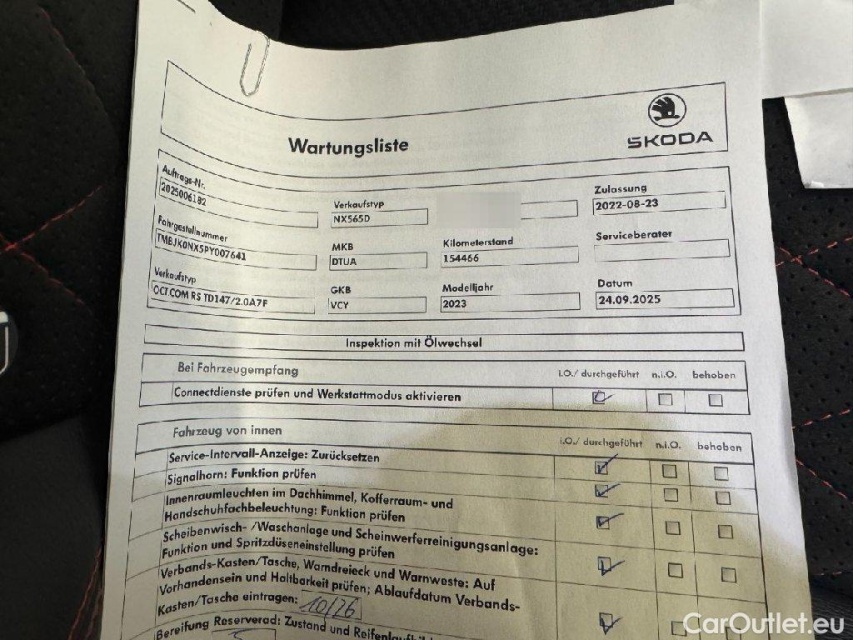 Wartungsliste
SKODA
Auftrags-Nr.
2025006182
Verkaufstyp
NX565D
Zulassung
2022-08-23
Fahrgestellnummer
TMBJK0NX5PY007641
MKB
DTUA
Kilometerstand
154466
Serviceberater
Verkaufstyp
OCT.COM RS TD147/2.0A7F
GKB
VCY
Modelljahr
2023
Datum
24.09.2025
Inspektion mit Ölwechsel
Bei Fahrzeugempfang i.O./ durchgeführt n.i.O. behoben
Connectdienste prüfen und Werkstattmodus aktivieren
Fahrzeug von innen i.O./ durchgeführt n.i.O. behoben
Service-Intervall-Anzeige: Zurücksetzen
Signalhorn: Funktion prüfen
Innenraumleuchten im Dachhimmel, Kofferraum- und
Handschuhfachbeleuchtung: Funktion prüfen
Scheibenwisch- /Waschanlage und Scheinwerferreinigungsanlage:
Funktion und Spritzdüseneinstellung prüfen
Verbands-Kasten/Tasche, Warndreieck und Warnweste: Auf
Vorhandensein und Haltbarkeit prüfen; Ablaufdatum Verbands-
Kasten/Tasche eintragen: 10/26
Bereifung Reserverad: Zustand und
CarOutlet.eu